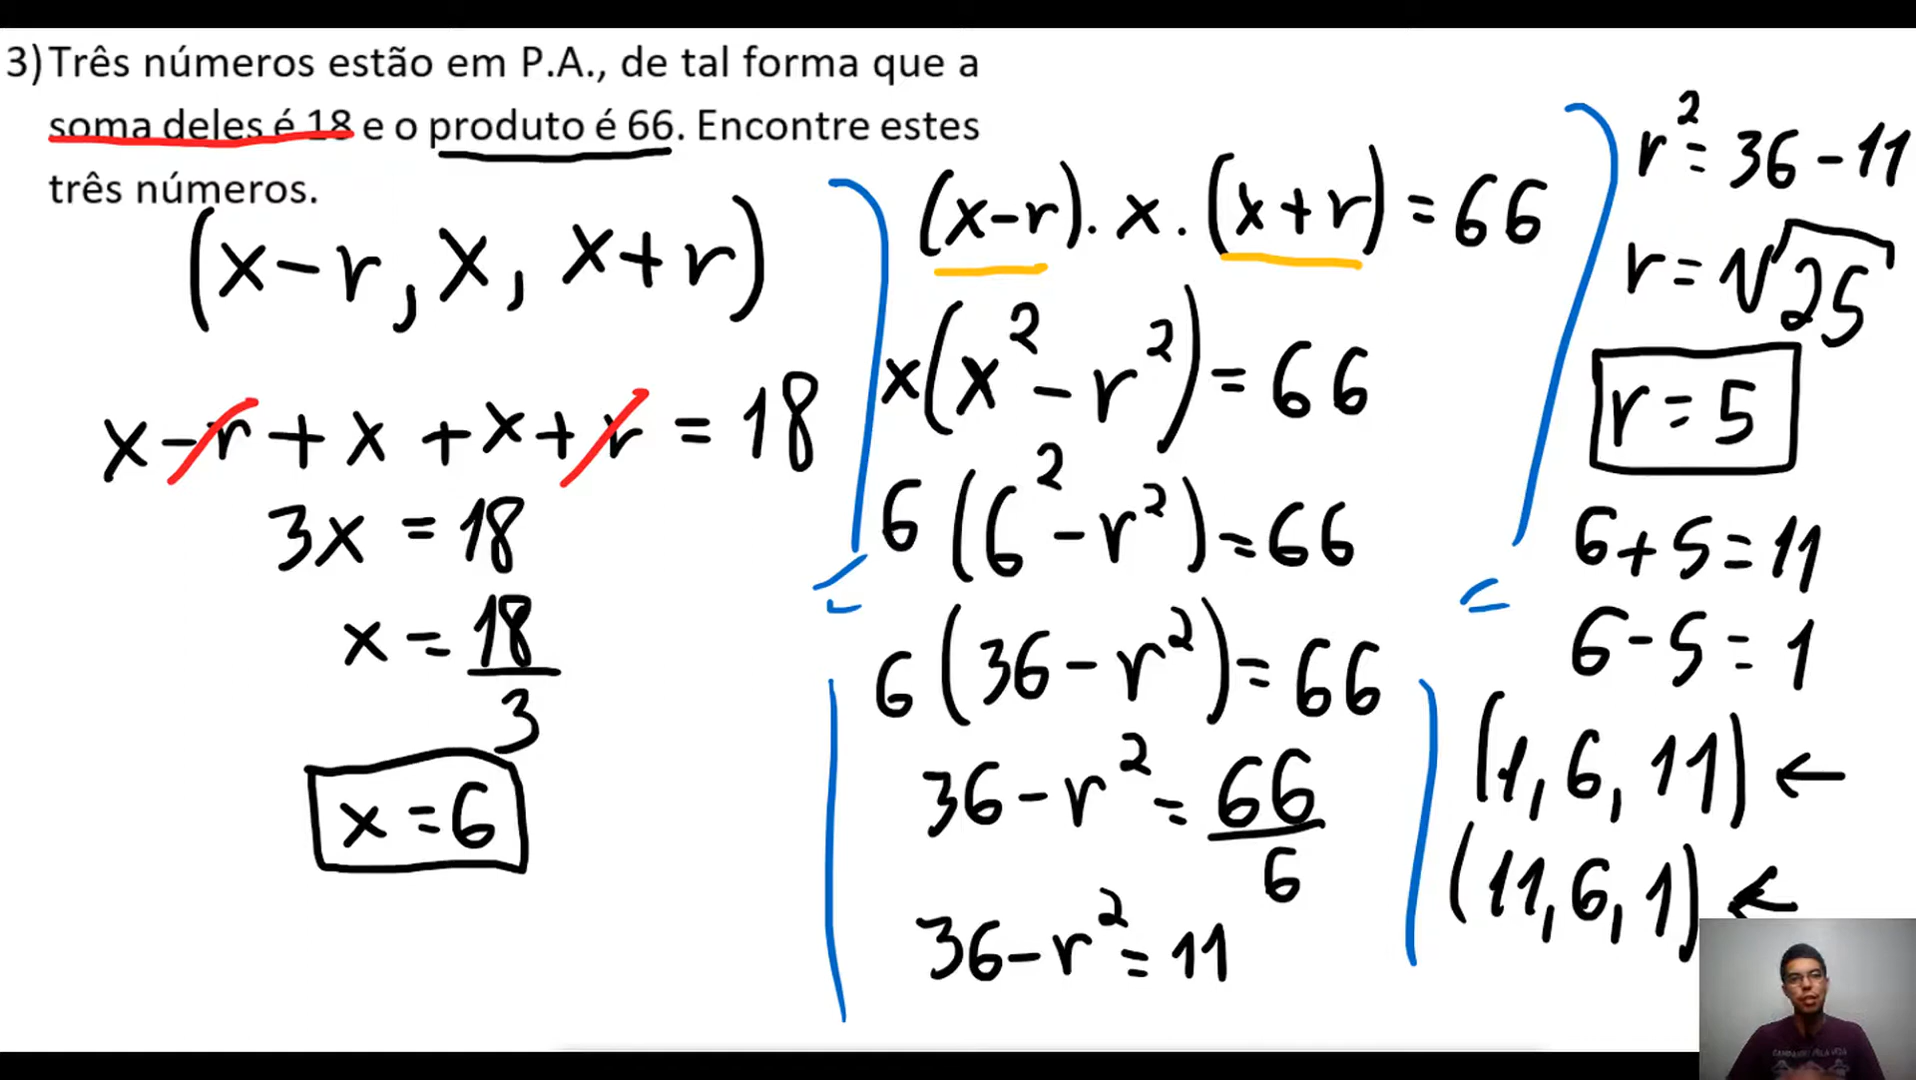 3) Três números estão em P.A., de tal forma que a
soma deles é 18 e o produto é 66. Encontre estes
três números.
(x-r, x, x+r)
x-r+x+x+r=18
3x=18
x=18/3
x=6
(x-r).x.(x+r)=66
x(x²-r²)=66
6(6²-r²)=66
6(36-r²)=66
36-r²=66/6
36-r²=11
r²=36-11
r=√25
r=5
6+5=11
6-5=1
(1,6,11)←
(11,6,1)←